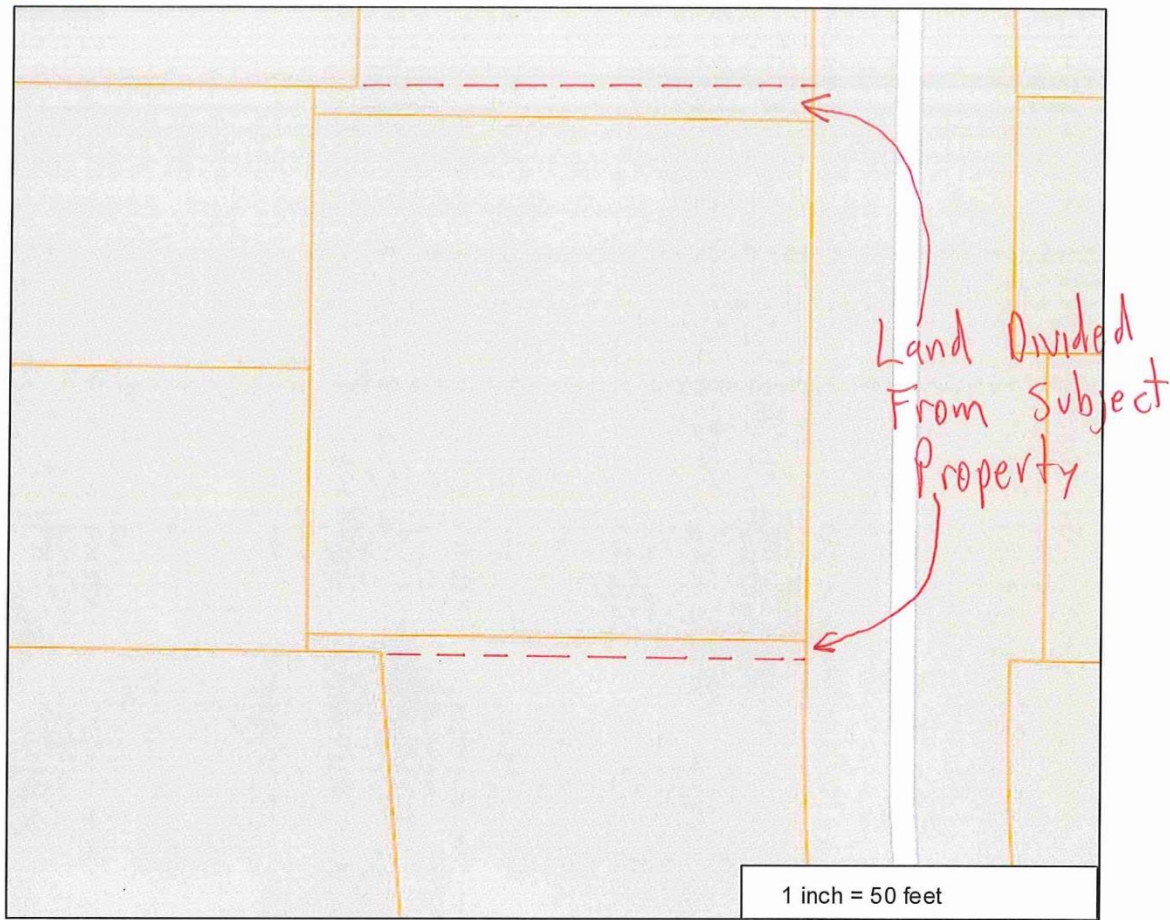 Land Divided
From Subject
Property
1 inch = 50 feet